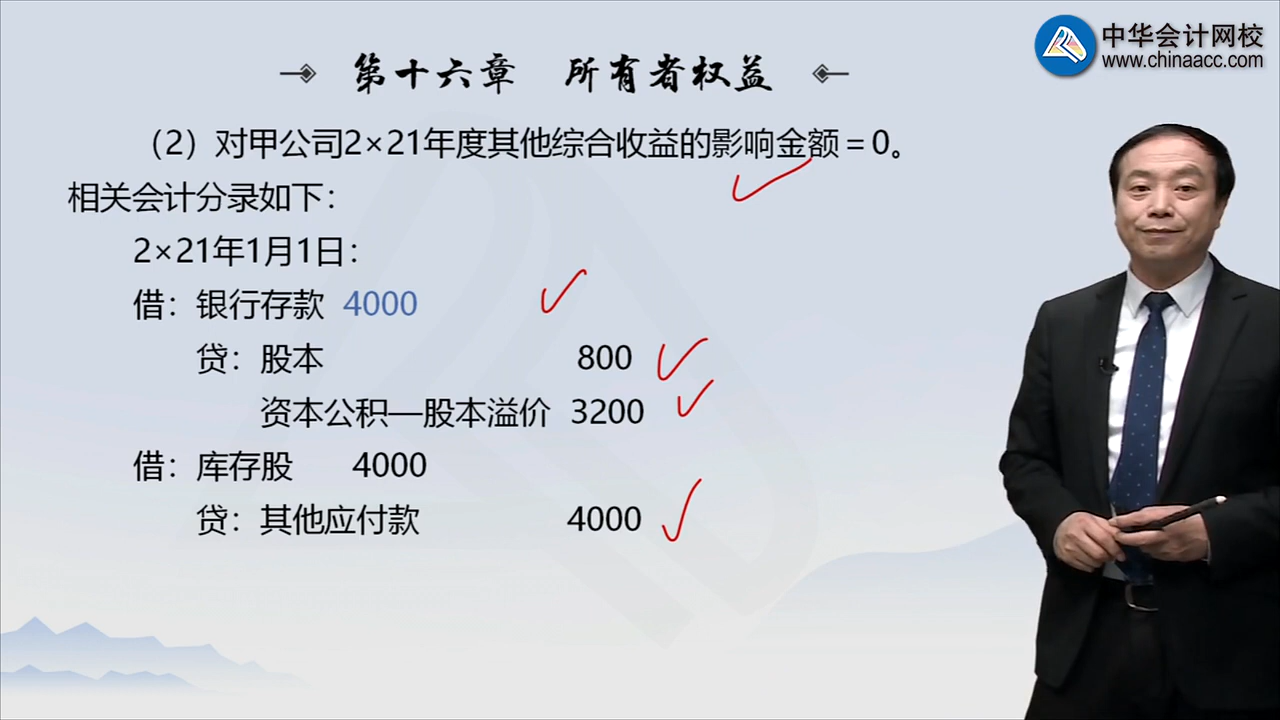 中华会计网校
www.chinaacc.com
第十六章 所有者权益
（2）对甲公司2×21年度其他综合收益的影响金额＝0。
相关会计分录如下：
2×21年1月1日：
借：银行存款 4000
贷：股本 800
资本公积—股本溢价 3200
借：库存股 4000
贷：其他应付款 4000